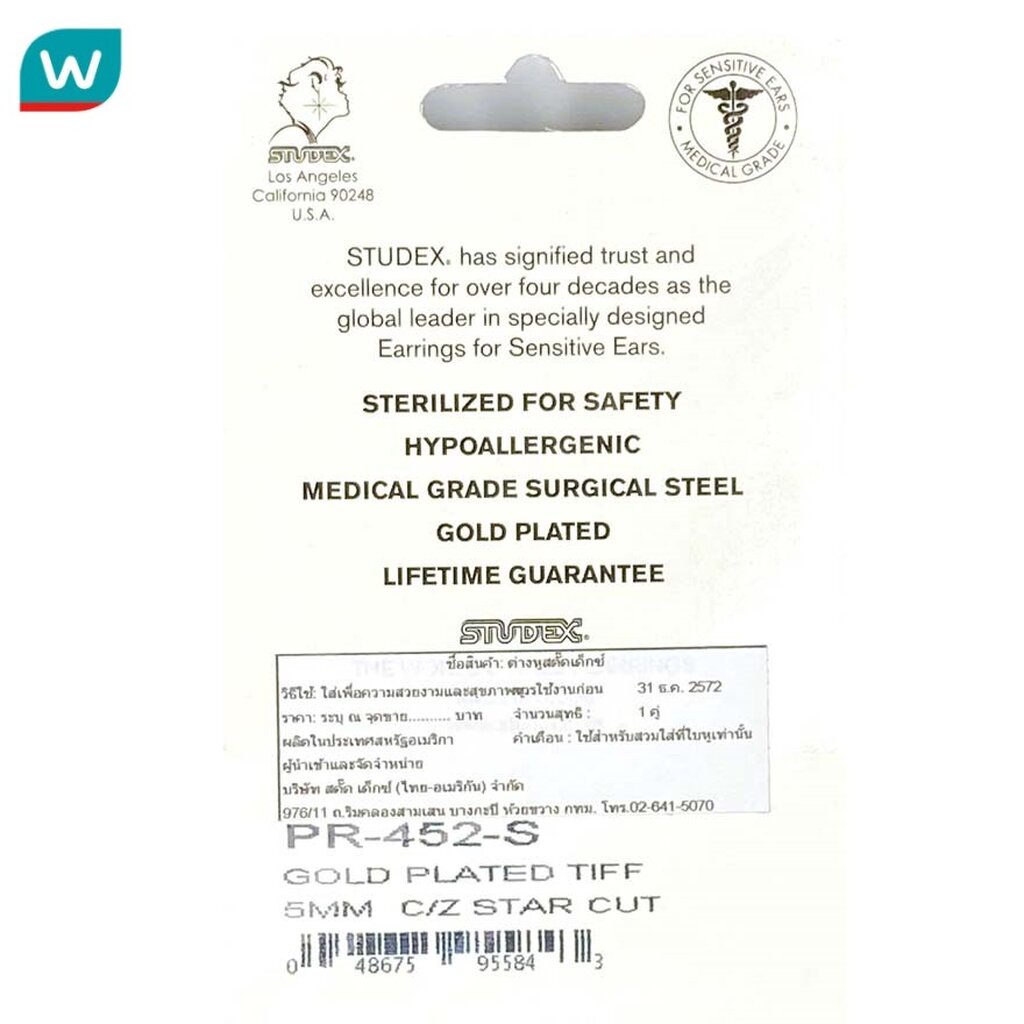 W
STUDEX.
Los Angeles
California 90248
U.S.A.
FOR SENSITIVE EARS
MEDICAL GRADE
STUDEX® has signified trust and
excellence for over four decades as the
global leader in specially designed
Earrings for Sensitive Ears.
STERILIZED FOR SAFETY
HYPOALLERGENIC
MEDICAL GRADE SURGICAL STEEL
GOLD PLATED
LIFETIME GUARANTEE
STUDEX®
ชื่อสินค้า: ต่างหูสตั๊ดเด็กซ์
วิธีใช้: ใส่เพื่อความสวยงามและสุขภาพ ควรใช้งานก่อน 31 ธ.ค. 2572
ราคา: ระบุ ณ จุดขาย.......... บาท จำนวนสุทธิ : 1 คู่
ผลิตในประเทศสหรัฐอเมริกา คำเตือน : ใช้สำหรับสวมใส่ที่ใบหูเท่านั้น
ผู้นำเข้าและจัดจำหน่าย
บริษัท สตั๊ด เด็กซ์ (ไทย-อเมริกัน) จำกัด
976/11 ถ.ริมคลองสามเสน บางกะปิ ห้วยขวาง กทม. โทร.02-641-5070
PR-452-S
GOLD PLATED TIFF
5MM C/Z STAR CUT
0 48675 95584 3